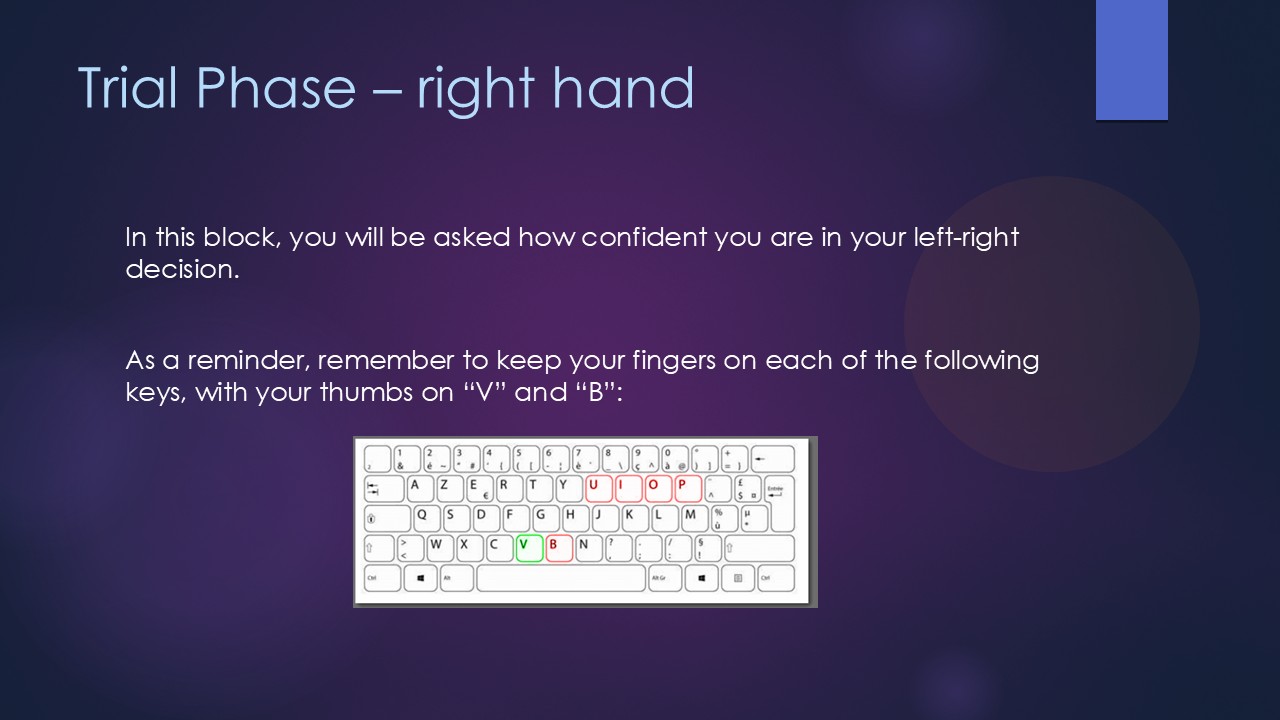 Trial Phase – right hand
In this block, you will be asked how confident you are in your left-right
decision.
As a reminder, remember to keep your fingers on each of the following
keys, with your thumbs on “V” and “B”:
1 2 3 4 5 6 7 8 9 0 ° +
& é ~ " # ' { ( [ - è ` _ \ ç ^ à @ ) ] = }
A Z E R T Y U I O P ¨ £ Entrée
€ ^ $ ¤
Q S D F G H J K L M % µ
ù *
> W X C V B N ? . / §
< , ; : !
Ctrl Alt Alt Gr Ctrl